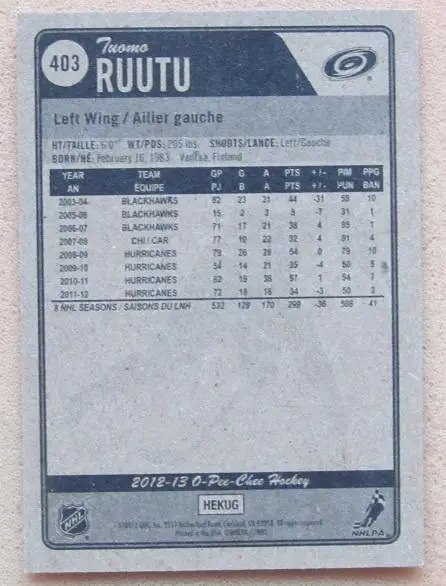 403
Tuomo
RUUTU
Left Wing / Ailier gauche
HT/TAILLE: 6'0" WT/PDS: 205 lbs. SHOOTS/LANCE: Left/Gauche
BORN/NÉ: February 16, 1983 Vantaa, Finland
YEAR TEAM GP G A PTS +/- PIM PPG
AN ÉQUIPE PJ B A PTS +/- PUN BAN
2003-04 BLACKHAWKS 82 23 21 44 -31 58 10
2005-06 BLACKHAWKS 15 2 3 5 -7 31 1
2006-07 BLACKHAWKS 71 17 21 38 4 95 1
2007-08 CHI / CAR 77 10 22 32 4 91 4
2008-09 HURRICANES 79 26 28 54 0 79 10
2009-10 HURRICANES 54 14 21 35 -4 50 5
2010-11 HURRICANES 82 19 38 57 1 54 7
2011-12 HURRICANES 72 18 16 34 -3 50 3
8 NHL SEASONS / SAISONS DU LNH 532 129 170 299 -36 508 41
2012-13 O-Pee-Chee Hockey
HEKUG
NHL
NHLPA